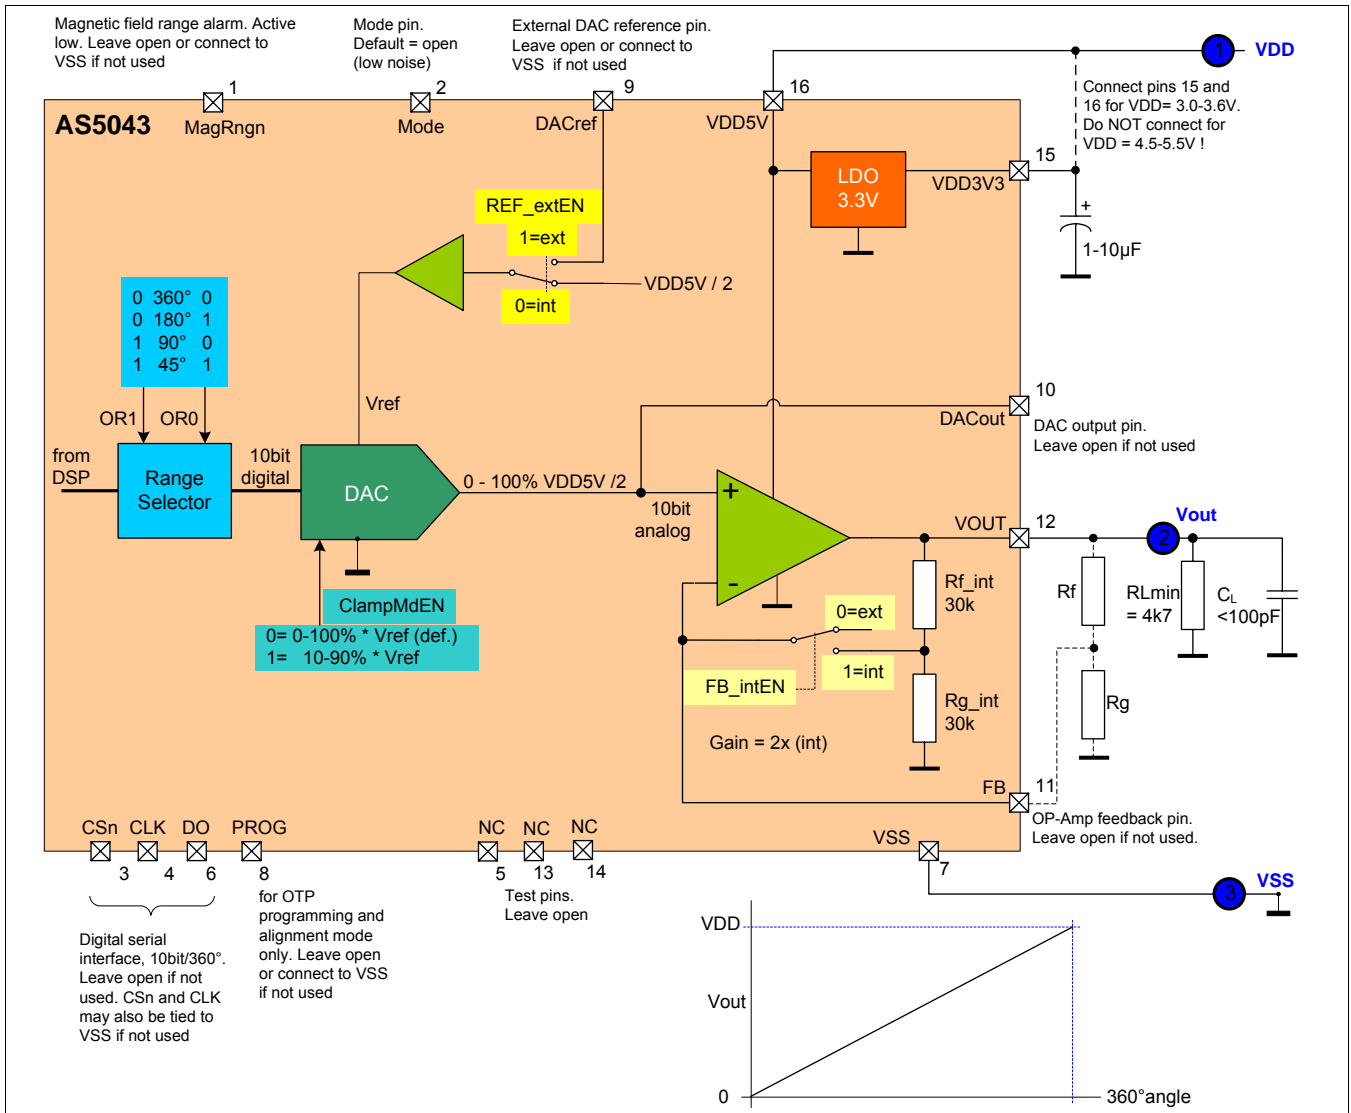 Magnetic field range alarm. Active
low. Leave open or connect to
VSS if not used
Mode pin.
Default = open
(low noise)
External DAC reference pin.
Leave open or connect to
VSS if not used
1
VDD
1
2
9
16
Connect pins 15 and
16 for VDD= 3.0-3.6V.
Do NOT connect for
VDD = 4.5-5.5V !
AS5043
MagRngn
Mode
DACref
VDD5V
15
LDO
3.3V
VDD3V3
+
1-10µF
REF_extEN
1=ext
VDD5V / 2
0=int
0 360° 0
0 180° 1
1 90° 0
1 45° 1
OR1
OR0
Vref
10
DACout
DAC output pin.
Leave open if not used
from
DSP
Range
Selector
10bit
digital
DAC
0 - 100% VDD5V /2
10bit
analog
+
-
VOUT
12
2
Vout
Rf_int
30k
Rf
RLmin
= 4k7
CL
<100pF
ClampMdEN
0= 0-100% * Vref (def.)
1= 10-90% * Vref
0=ext
1=int
FB_intEN
Rg_int
30k
Rg
Gain = 2x (int)
FB
11
OP-Amp feedback pin.
Leave open if not used.
CSn
CLK
DO
PROG
NC
NC
NC
VSS
3
4
6
8
5
13
14
7
for OTP
programming and
alignment mode
only. Leave open
or connect to VSS
if not used
Test pins.
Leave open
3
VSS
Digital serial
interface, 10bit/360°.
Leave open if not
used. CSn and CLK
may also be tied to
VSS if not used
VDD
Vout
0
360°angle